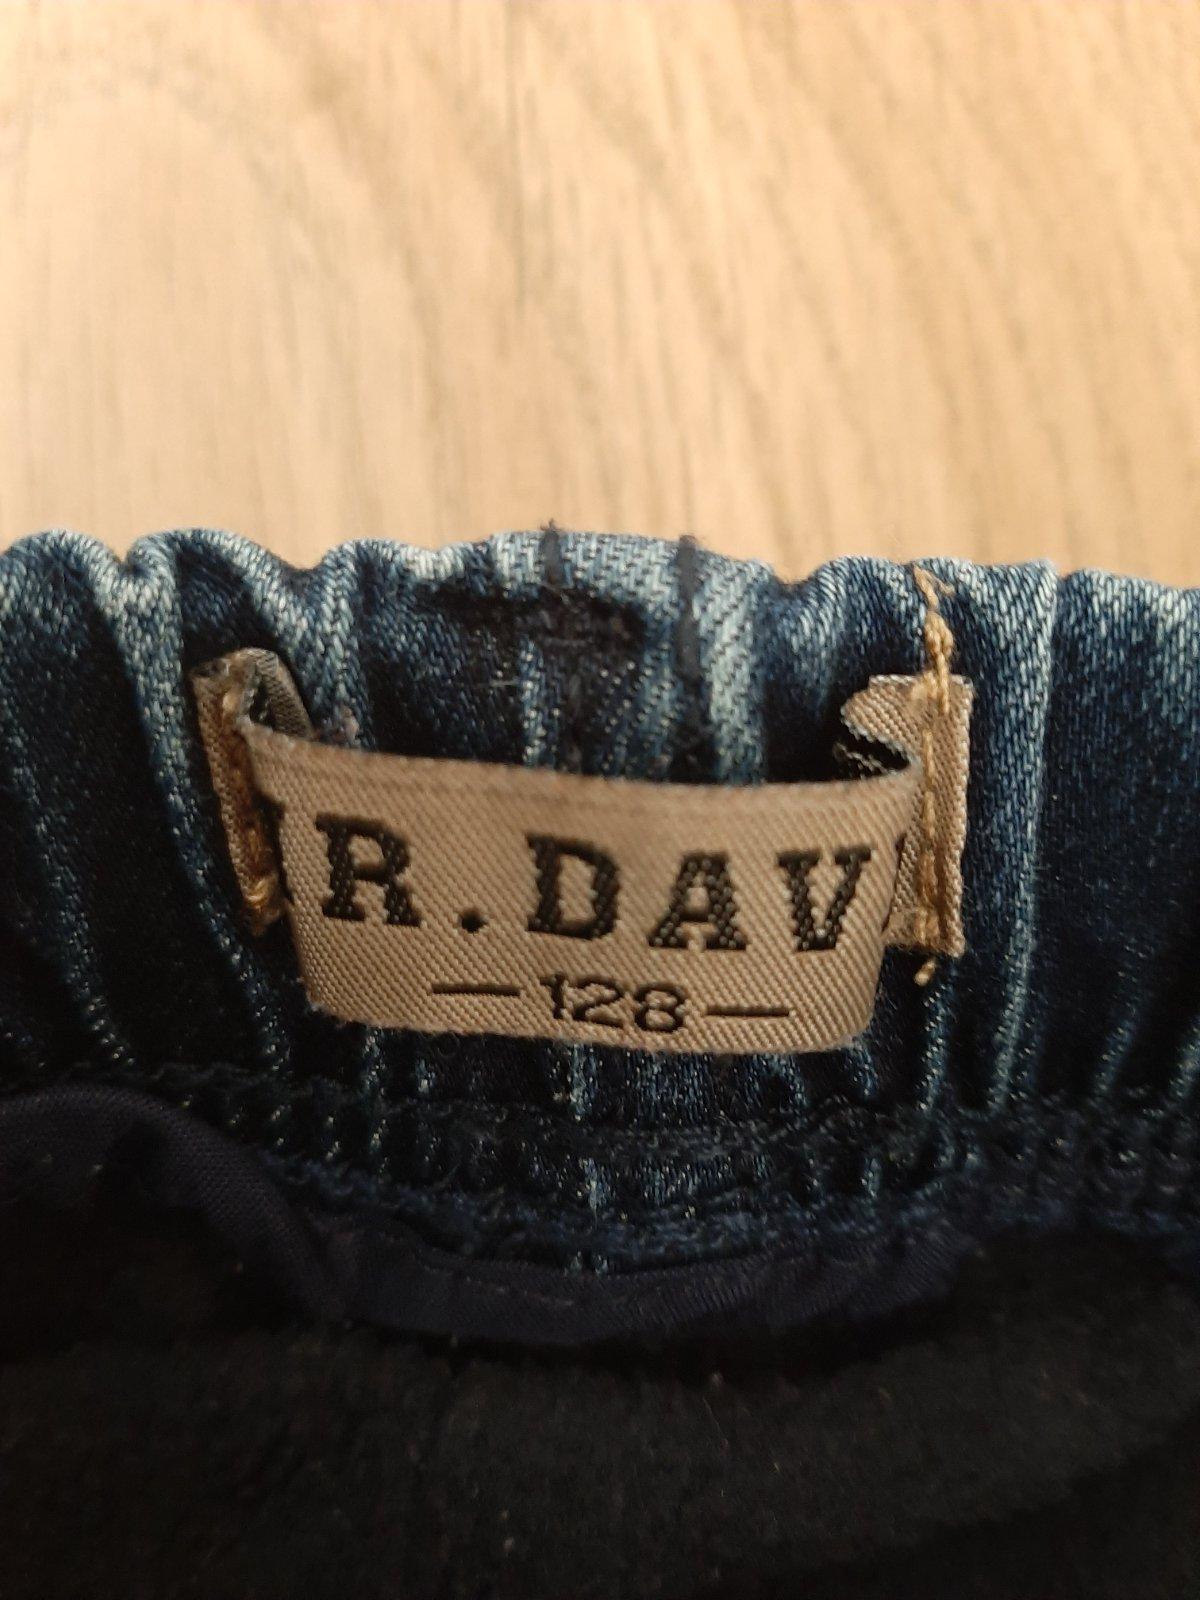 R.DAV
—128—